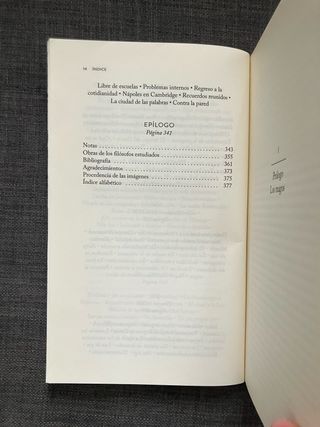 14 ÍNDICE
Libre de escuelas • Problemas internos • Regreso a la
cotidianidad • Nápoles en Cambridge • Recuerdos reunidos •
La ciudad de las palabras • Contra la pared
EPÍLOGO
Página 341
Notas 343
Obras de los filósofos estudiados 355
Bibliografía 361
Agradecimientos 373
Procedencia de las imágenes 375
Índice alfabético 377
I
Prólogo
Los magos